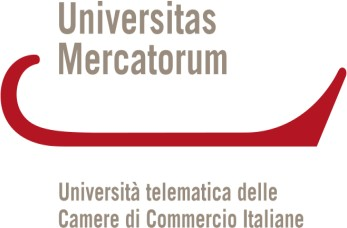 Universitas
Mercatorum
Università telematica delle
Camere di Commercio Italiane